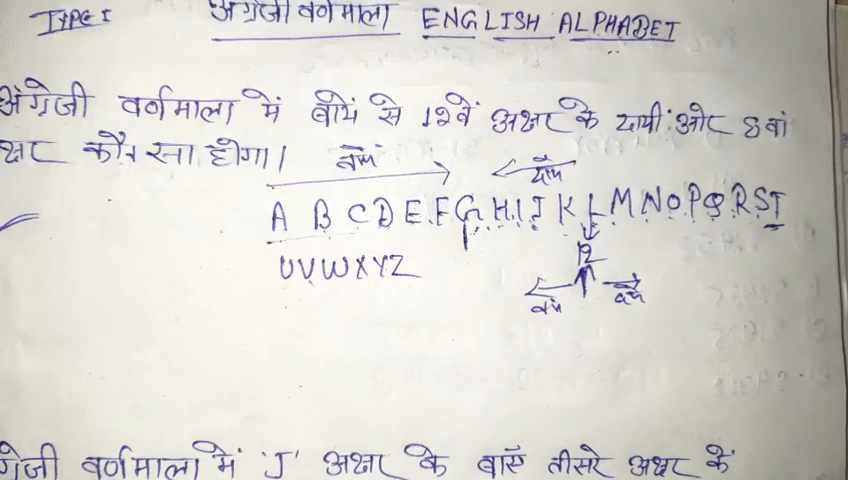 TYPE I अंग्रेजी वर्णमाला ENGLISH ALPHABET
अंग्रेजी वर्णमाला में बांयें से 12वें अक्षर के दायीं ओर 8वां
क्षर कौन सा होगा।
बांय दांय
A B C D E F G H I J K L M N O P Q R S T
U V W X Y Z
12
बांय दांय
ग्रेजी वर्णमाला में 'J' अक्षर के बाएँ तीसरे अक्षर के